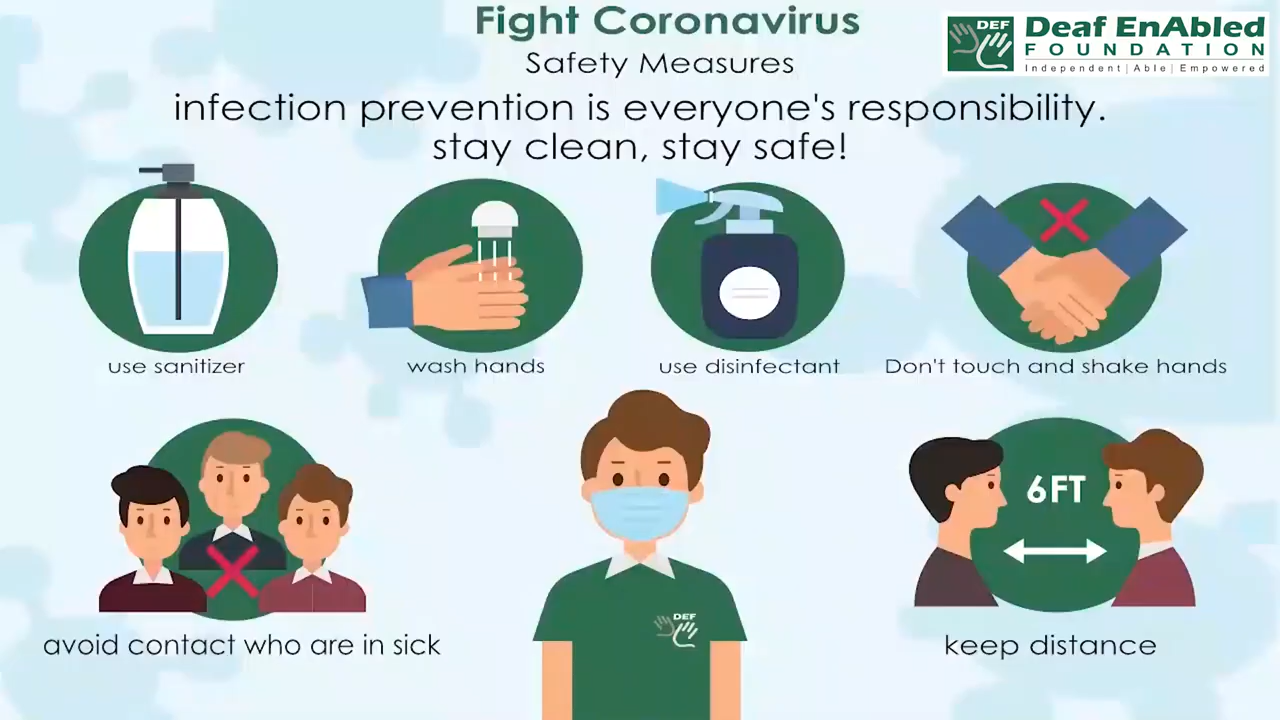 Fight Coronavirus
Safety Measures
DEF
Deaf EnAbled
FOUNDATION
Independent | Able | Empowered
infection prevention is everyone's responsibility.
stay clean, stay safe!
use sanitizer
wash hands
use disinfectant
Don't touch and shake hands
6FT
DEF
avoid contact who are in sick
keep distance